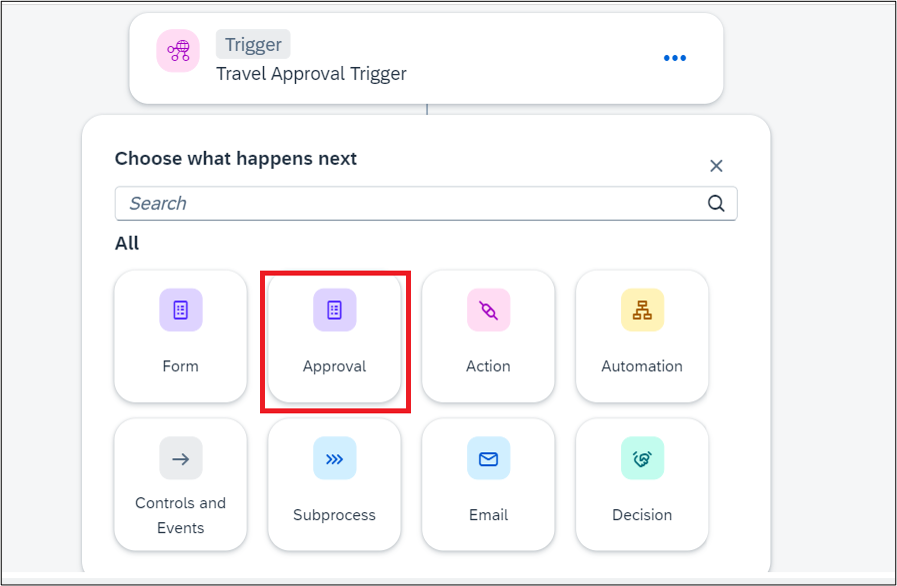 Trigger
Travel Approval Trigger
Choose what happens next
Search
All
Form
Approval
Action
Automation
Controls and
Events
Subprocess
Email
Decision